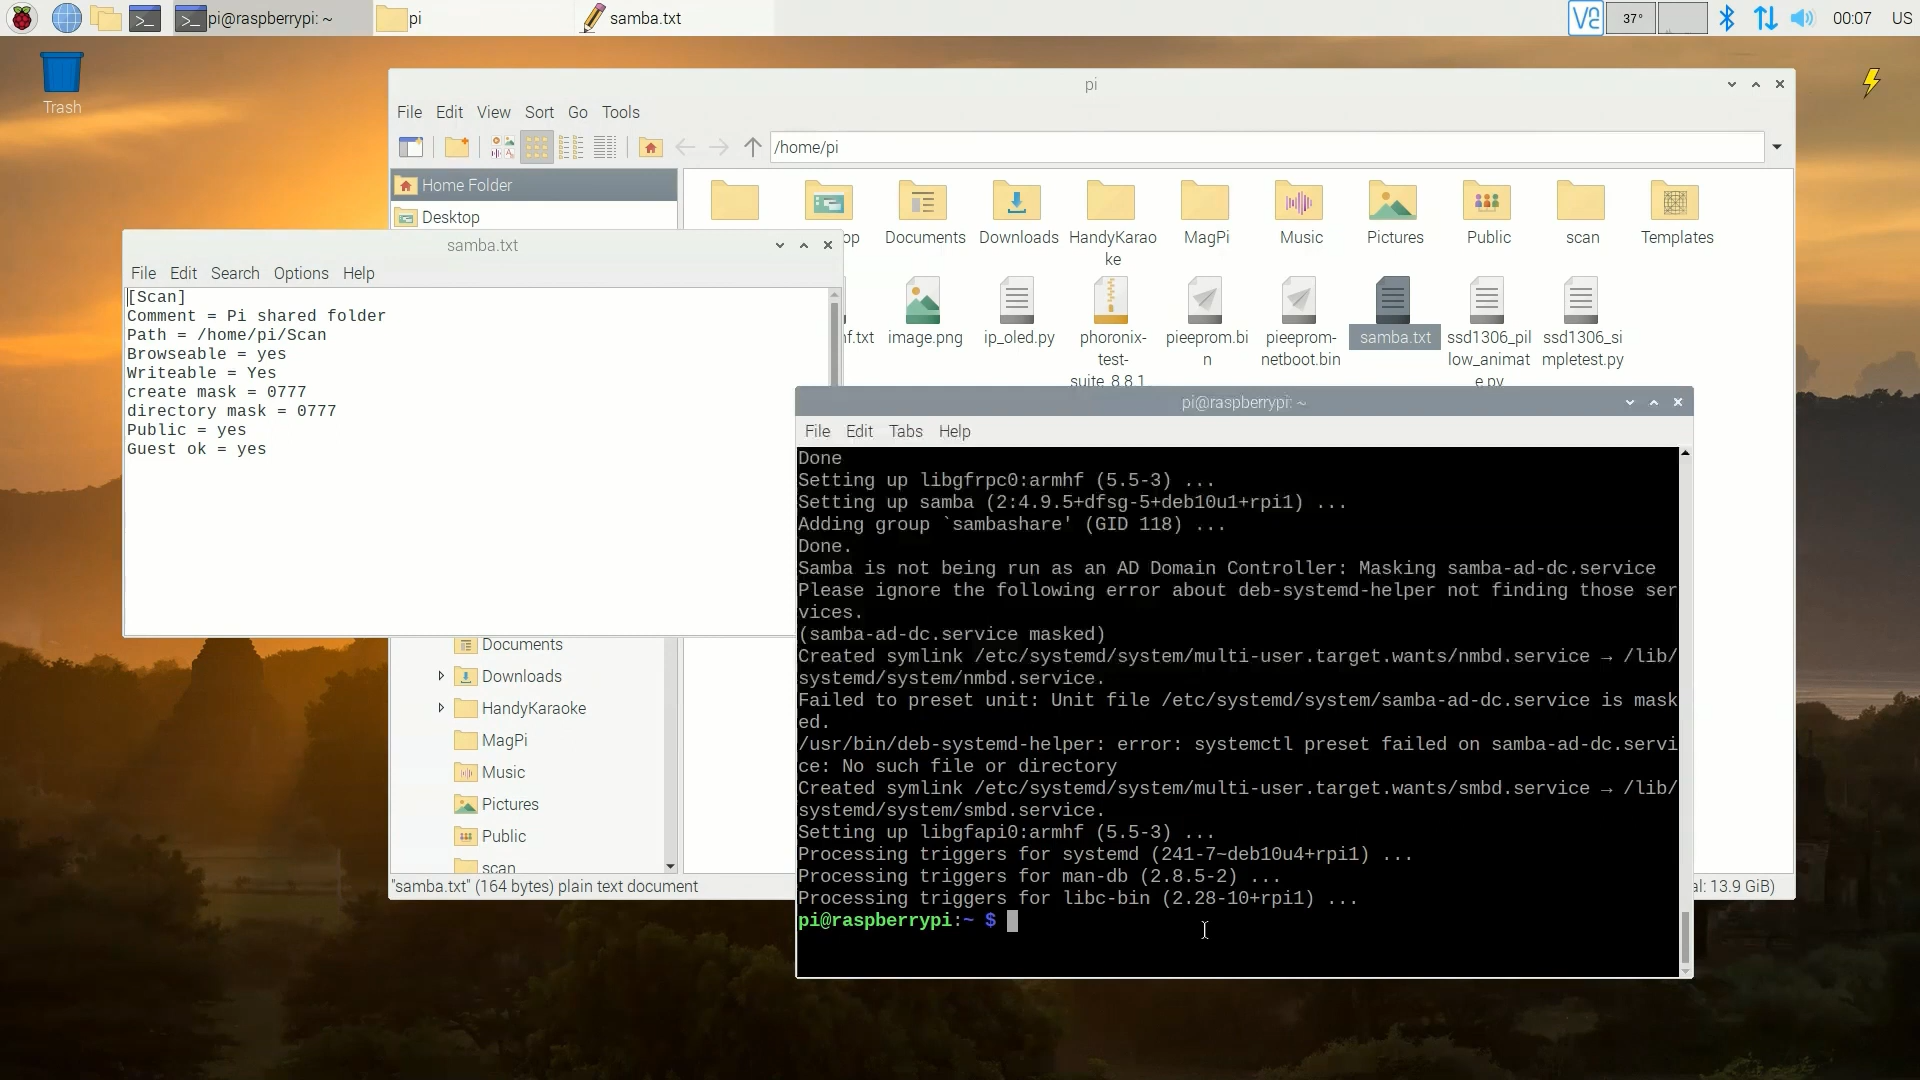 pi@raspberrypi: ~
pi
samba.txt
37°
00:07
US
Trash
pi
File Edit View Sort Go Tools
/home/pi
Home Folder
Desktop
op
Documents
Downloads
HandyKarao
ke
MagPi
Music
Pictures
Public
scan
Templates
nf.txt
image.png
ip_oled.py
phoronix-
test-
suite_8.8.1
pieeprom.bi
n
pieeprom-
netboot.bin
samba.txt
ssd1306_pil
low_animat
e.py
ssd1306_si
mpletest.py
samba.txt
File Edit Search Options Help
[Scan]
Comment = Pi shared folder
Path = /home/pi/Scan
Browseable = yes
Writeable = Yes
create mask = 0777
directory mask = 0777
Public = yes
Guest ok = yes
Documents
Downloads
HandyKaraoke
MagPi
Music
Pictures
Public
scan
"samba.txt" (164 bytes) plain text document
al: 13.9 GiB)
pi@raspberrypi: ~
File Edit Tabs Help
Done
Setting up libgfrpc0:armhf (5.5-3) ...
Setting up samba (2:4.9.5+dfsg-5+deb10u1+rpi1) ...
Adding group `sambashare' (GID 118) ...
Done.
Samba is not being run as an AD Domain Controller: Masking samba-ad-dc.service
Please ignore the following error about deb-systemd-helper not finding those ser
vices.
(samba-ad-dc.service masked)
Created symlink /etc/systemd/system/multi-user.target.wants/nmbd.service → /lib/
systemd/system/nmbd.service.
Failed to preset unit: Unit file /etc/systemd/system/samba-ad-dc.service is mask
ed.
/usr/bin/deb-systemd-helper: error: systemctl preset failed on samba-ad-dc.servi
ce: No such file or directory
Created symlink /etc/systemd/system/multi-user.target.wants/smbd.service → /lib/
systemd/system/smbd.service.
Setting up libgfapi0:armhf (5.5-3) ...
Processing triggers for systemd (241-7~deb10u4+rpi1) ...
Processing triggers for man-db (2.8.5-2) ...
Processing triggers for libc-bin (2.28-10+rpi1) ...
pi@raspberrypi:~ $